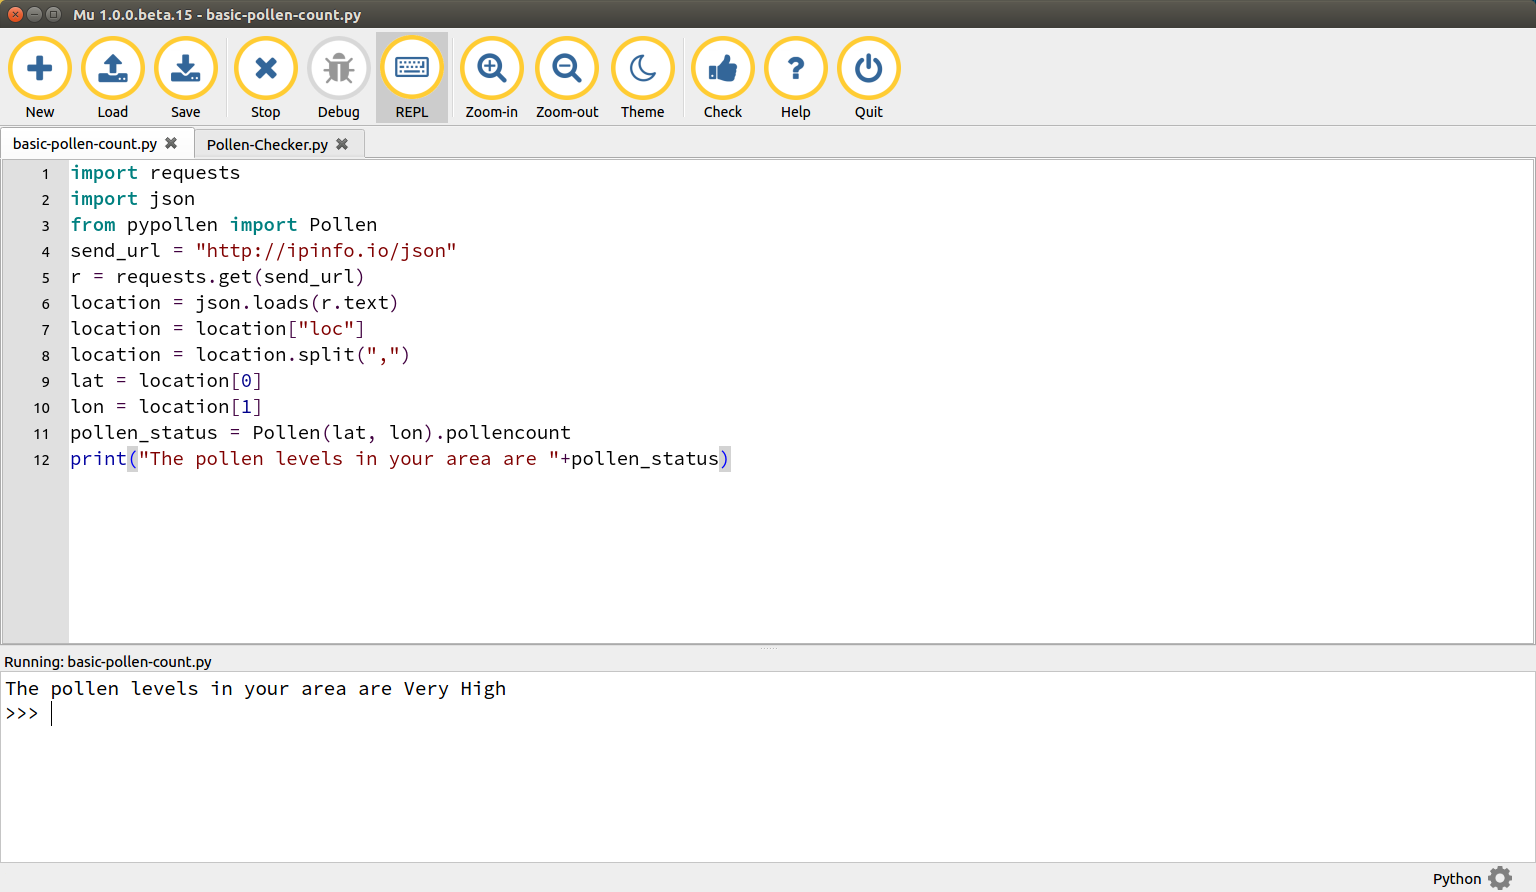 Mu 1.0.0.beta.15 - basic-pollen-count.py
New Load Save Stop Debug REPL Zoom-in Zoom-out Theme Check Help Quit
basic-pollen-count.py Pollen-Checker.py
1 import requests
2 import json
3 from pypollen import Pollen
4 send_url = "http://ipinfo.io/json"
5 r = requests.get(send_url)
6 location = json.loads(r.text)
7 location = location["loc"]
8 location = location.split(",")
9 lat = location[0]
10 lon = location[1]
11 pollen_status = Pollen(lat, lon).pollencount
12 print("The pollen levels in your area are "+pollen_status)
Running: basic-pollen-count.py
The pollen levels in your area are Very High
>>>
Python